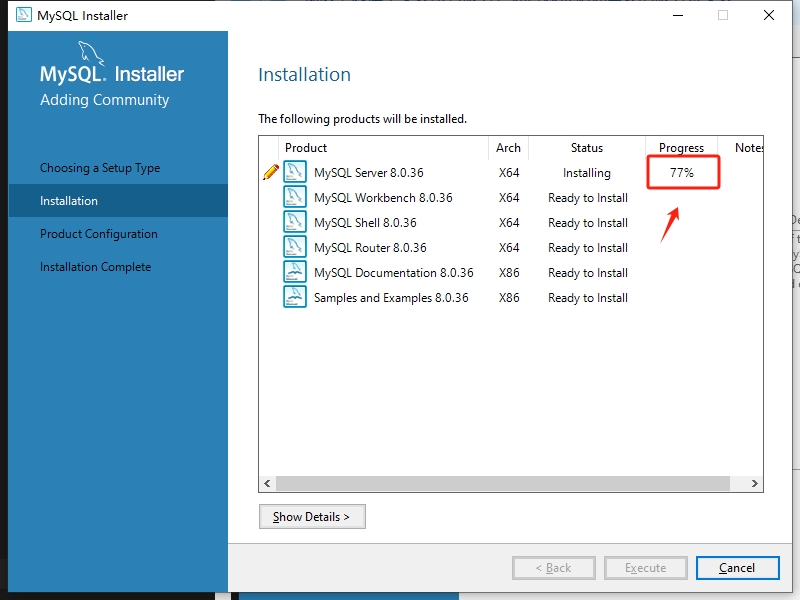 MySQL Installer
MySQL. Installer
Adding Community
Choosing a Setup Type
Installation
Product Configuration
Installation Complete
Installation
The following products will be installed.
Product Arch Status Progress Notes
MySQL Server 8.0.36 X64 Installing 77%
MySQL Workbench 8.0.36 X64 Ready to Install
MySQL Shell 8.0.36 X64 Ready to Install
MySQL Router 8.0.36 X64 Ready to Install
MySQL Documentation 8.0.36 X86 Ready to Install
Samples and Examples 8.0.36 X86 Ready to Install
Show Details >
< Back Execute Cancel